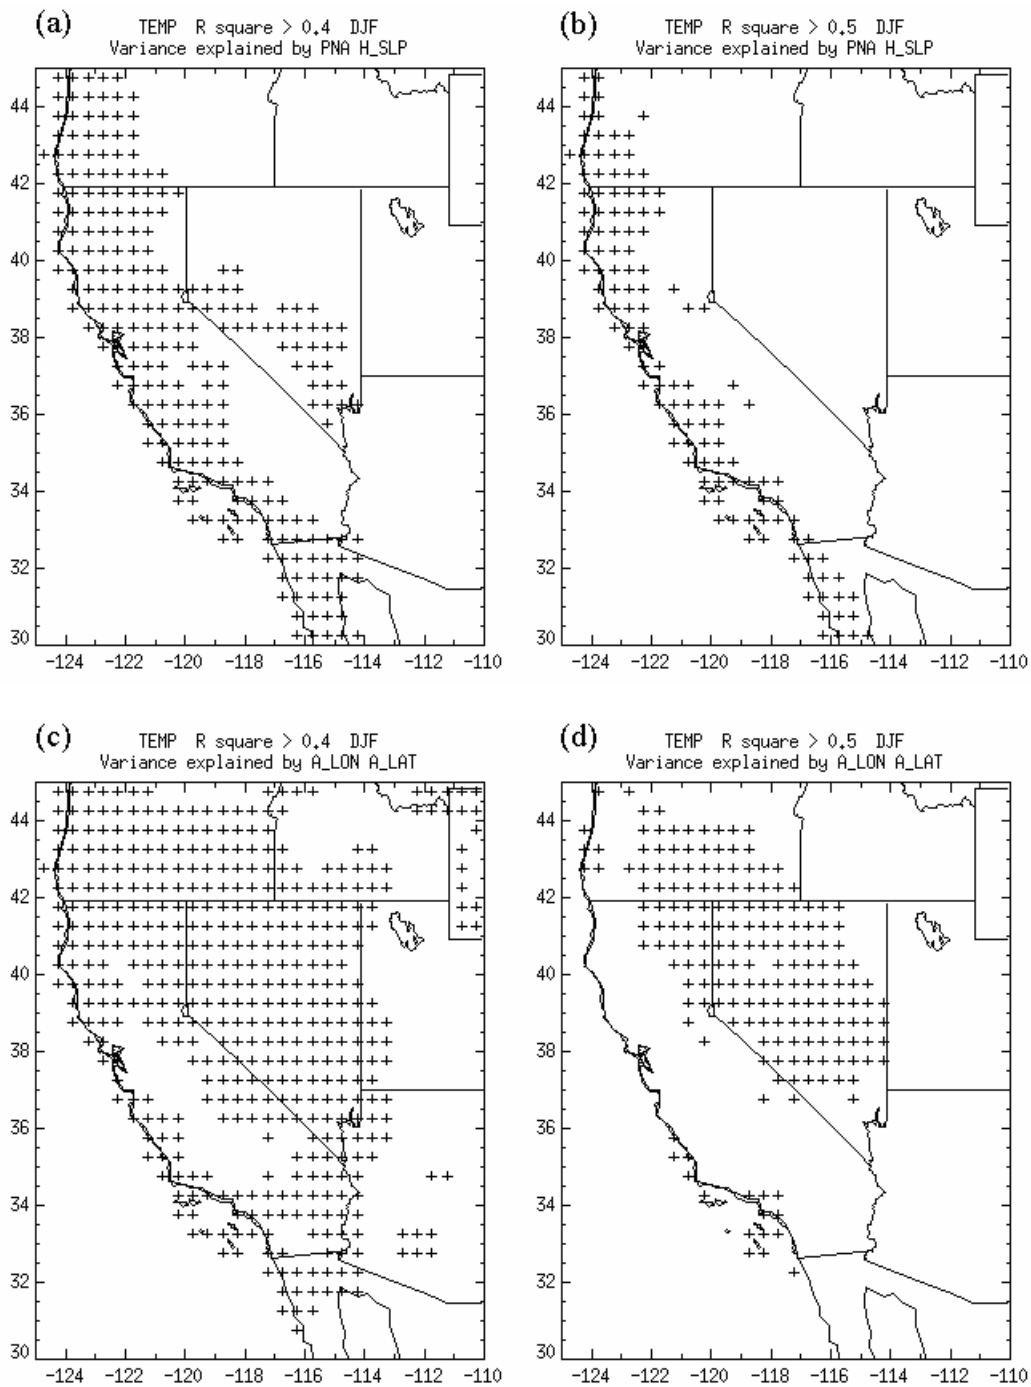 (a)
TEMP R square > 0.4 DJF
Variance explained by PNA H_SLP
44
42
40
38
36
34
32
30
-124 -122 -120 -118 -116 -114 -112 -110
(b)
TEMP R square > 0.5 DJF
Variance explained by PNA H_SLP
44
42
40
38
36
34
32
30
-124 -122 -120 -118 -116 -114 -112 -110
(c)
TEMP R square > 0.4 DJF
Variance explained by A_LON A_LAT
44
42
40
38
36
34
32
30
-124 -122 -120 -118 -116 -114 -112 -110
(d)
TEMP R square > 0.5 DJF
Variance explained by A_LON A_LAT
44
42
40
38
36
34
32
30
-124 -122 -120 -118 -116 -114 -112 -110